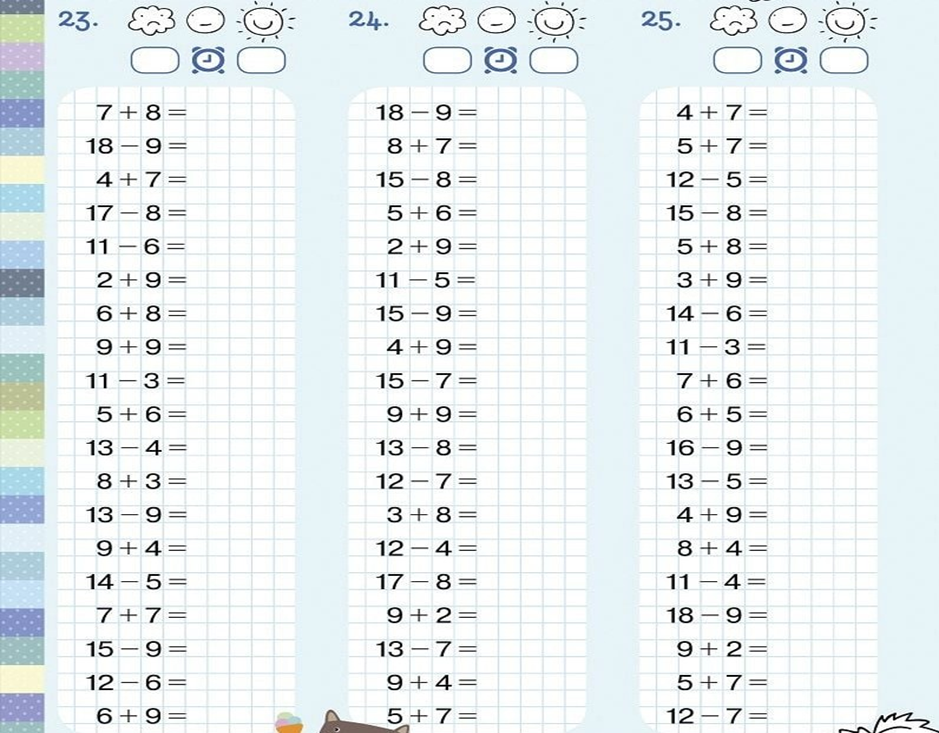 23.
7 + 8 =
18 − 9 =
4 + 7 =
17 − 8 =
11 − 6 =
2 + 9 =
6 + 8 =
9 + 9 =
11 − 3 =
5 + 6 =
13 − 4 =
8 + 3 =
13 − 9 =
9 + 4 =
14 − 5 =
7 + 7 =
15 − 9 =
12 − 6 =
6 + 9 =
24.
18 − 9 =
8 + 7 =
15 − 8 =
5 + 6 =
2 + 9 =
11 − 5 =
15 − 9 =
4 + 9 =
15 − 7 =
9 + 9 =
13 − 8 =
12 − 7 =
3 + 8 =
12 − 4 =
17 − 8 =
9 + 2 =
13 − 7 =
9 + 4 =
5 + 7 =
25.
4 + 7 =
5 + 7 =
12 − 5 =
15 − 8 =
5 + 8 =
3 + 9 =
14 − 6 =
11 − 3 =
7 + 6 =
6 + 5 =
16 − 9 =
13 − 5 =
4 + 9 =
8 + 4 =
11 − 4 =
18 − 9 =
9 + 2 =
5 + 7 =
12 − 7 =